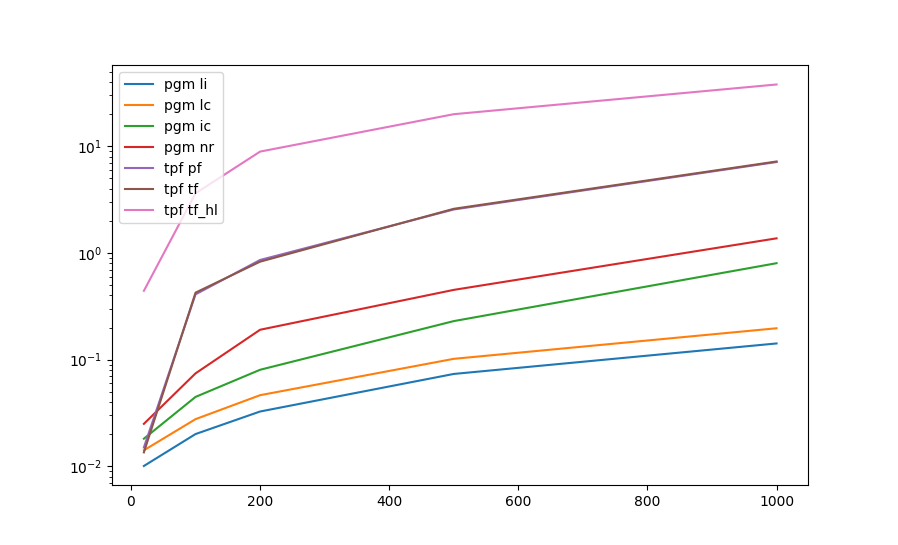 pgm li
pgm lc
pgm ic
pgm nr
tpf pf
tpf tf
tpf tf_hl
10¹
10⁰
10⁻¹
10⁻²
0 200 400 600 800 1000